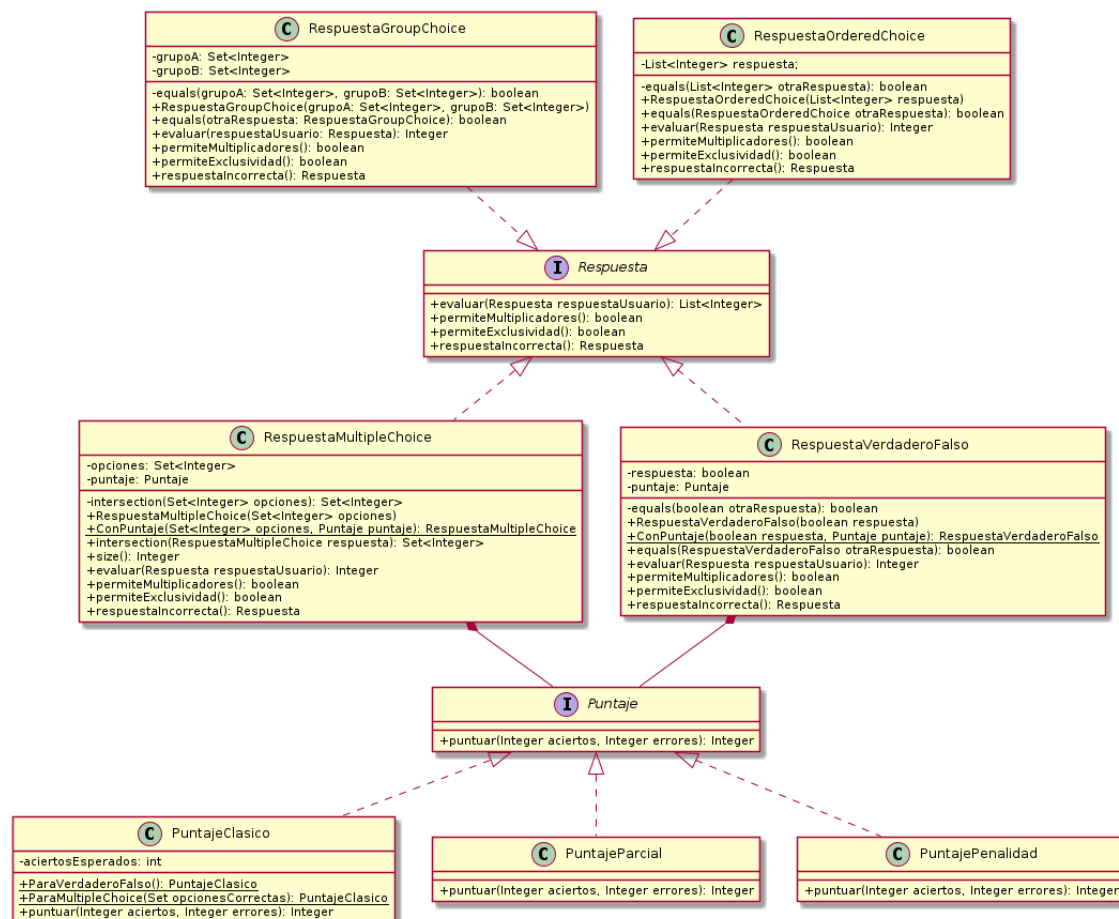 C RespuestaGroupChoice
-grupoA: Set<Integer>
-grupoB: Set<Integer>
-equals(grupoA: Set<Integer>, grupoB: Set<Integer>): boolean
+RespuestaGroupChoice(grupoA: Set<Integer>, grupoB: Set<Integer>)
+equals(otraRespuesta: RespuestaGroupChoice): boolean
+evaluar(respuestaUsuario: Respuesta): Integer
+permiteMultiplicadores(): boolean
+permiteExclusividad(): boolean
+respuestaIncorrecta(): Respuesta
C RespuestaOrderedChoice
-List<Integer> respuesta;
-equals(List<Integer> otraRespuesta): boolean
+RespuestaOrderedChoice(List<Integer> respuesta)
+equals(RespuestaOrderedChoice otraRespuesta): boolean
+evaluar(Respuesta respuestaUsuario): Integer
+permiteMultiplicadores(): boolean
+permiteExclusividad(): boolean
+respuestaIncorrecta(): Respuesta
I Respuesta
+evaluar(Respuesta respuestaUsuario): List<Integer>
+permiteMultiplicadores(): boolean
+permiteExclusividad(): boolean
+respuestaIncorrecta(): Respuesta
C RespuestaMultipleChoice
-opciones: Set<Integer>
-puntaje: Puntaje
-intersection(Set<Integer> opciones): Set<Integer>
+RespuestaMultipleChoice(Set<Integer> opciones)
+ConPuntaje(Set<Integer> opciones, Puntaje puntaje): RespuestaMultipleChoice
+intersection(RespuestaMultipleChoice respuesta): Set<Integer>
+size(): Integer
+evaluar(Respuesta respuestaUsuario): Integer
+permiteMultiplicadores(): boolean
+permiteExclusividad(): boolean
+respuestaIncorrecta(): Respuesta
C RespuestaVerdaderoFalso
-respuesta: boolean
-puntaje: Puntaje
-equals(boolean otraRespuesta): boolean
+RespuestaVerdaderoFalso(boolean respuesta)
+ConPuntaje(boolean respuesta, Puntaje puntaje): RespuestaVerdaderoFalso
+equals(RespuestaVerdaderoFalso otraRespuesta): boolean
+evaluar(Respuesta respuestaUsuario): Integer
+permiteMultiplicadores(): boolean
+permiteExclusividad(): boolean
+respuestaIncorrecta(): Respuesta
I Puntaje
+puntuar(Integer aciertos, Integer errores): Integer
C PuntajeClasico
-aciertosEsperados: int
+ParaVerdaderoFalso(): PuntajeClasico
+ParaMultipleChoice(Set opcionesCorrectas): PuntajeClasico
+puntuar(Integer aciertos, Integer errores): Integer
C PuntajeParcial
+puntuar(Integer aciertos, Integer errores): Integer
C PuntajePenalidad
+puntuar(Integer aciertos, Integer errores): Integer